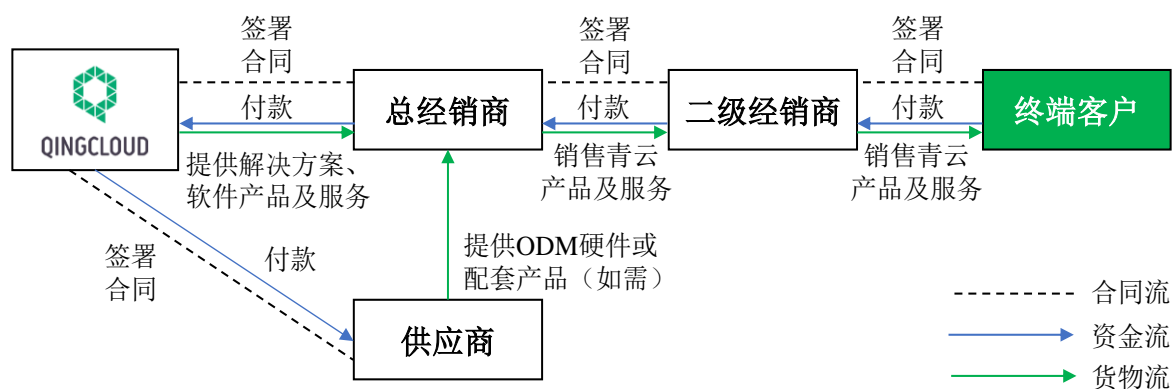 签署
合同
签署
合同
签署
合同
QINGCLOUD
付款
总经销商
付款
二级经销商
付款
终端客户
提供解决方案、
软件产品及服务
销售青云
产品及服务
销售青云
产品及服务
签署
合同
付款
提供ODM硬件或
配套产品（如需）
供应商
合同流
资金流
货物流